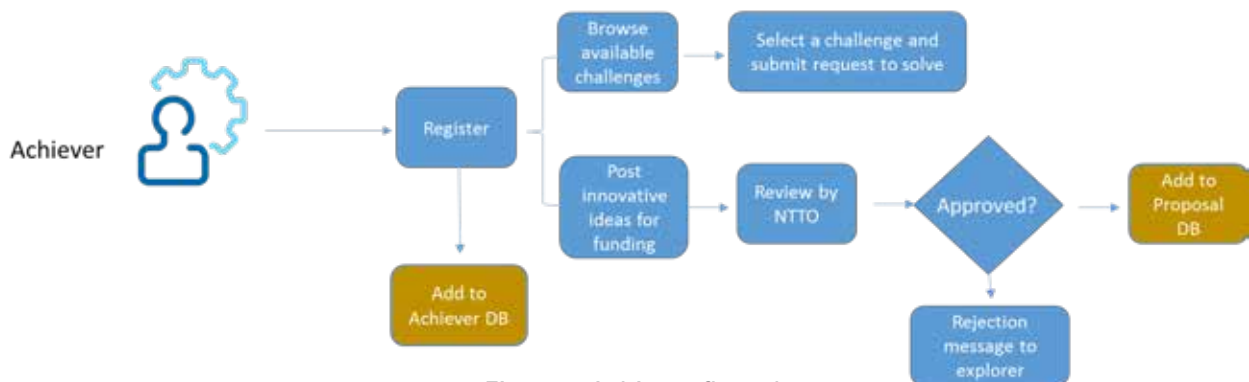 Achiever
Register
Browse
available
challenges
Select a challenge and
submit request to solve
Post
innovative
ideas for
funding
Review by
NTTO
Approved?
Add to
Proposal
DB
Add to
Achiever DB
Rejection
message to
explorer